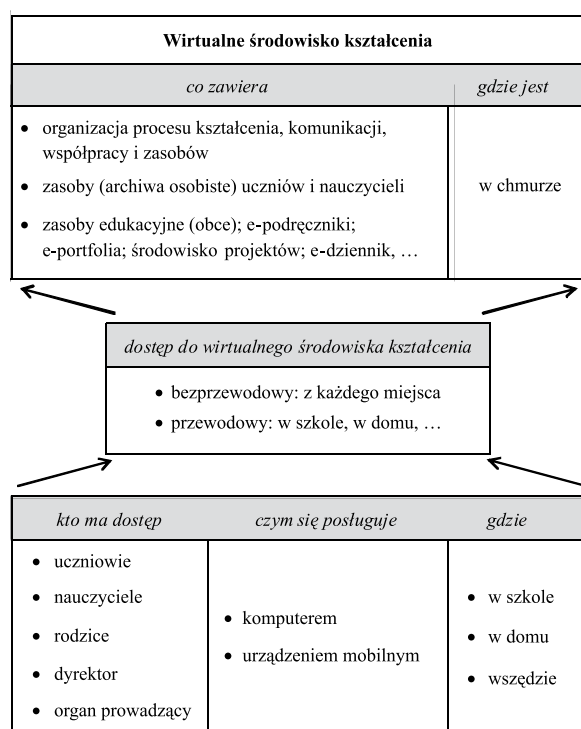 Wirtualne środowisko kształcenia
co zawiera
gdzie jest
• organizacja procesu kształcenia, komunikacji,
współpracy i zasobów
• zasoby (archiwa osobiste) uczniów i nauczycieli
• zasoby edukacyjne (obce); e-podręczniki;
e-portfolia; środowisko projektów; e-dziennik, …
w chmurze
dostęp do wirtualnego środowiska kształcenia
• bezprzewodowy: z każdego miejsca
• przewodowy: w szkole, w domu, …
kto ma dostęp
czym się posługuje
gdzie
• uczniowie
• nauczyciele
• rodzice
• dyrektor
• organ prowadzący
• komputerem
• urządzeniem mobilnym
• w szkole
• w domu
• wszędzie